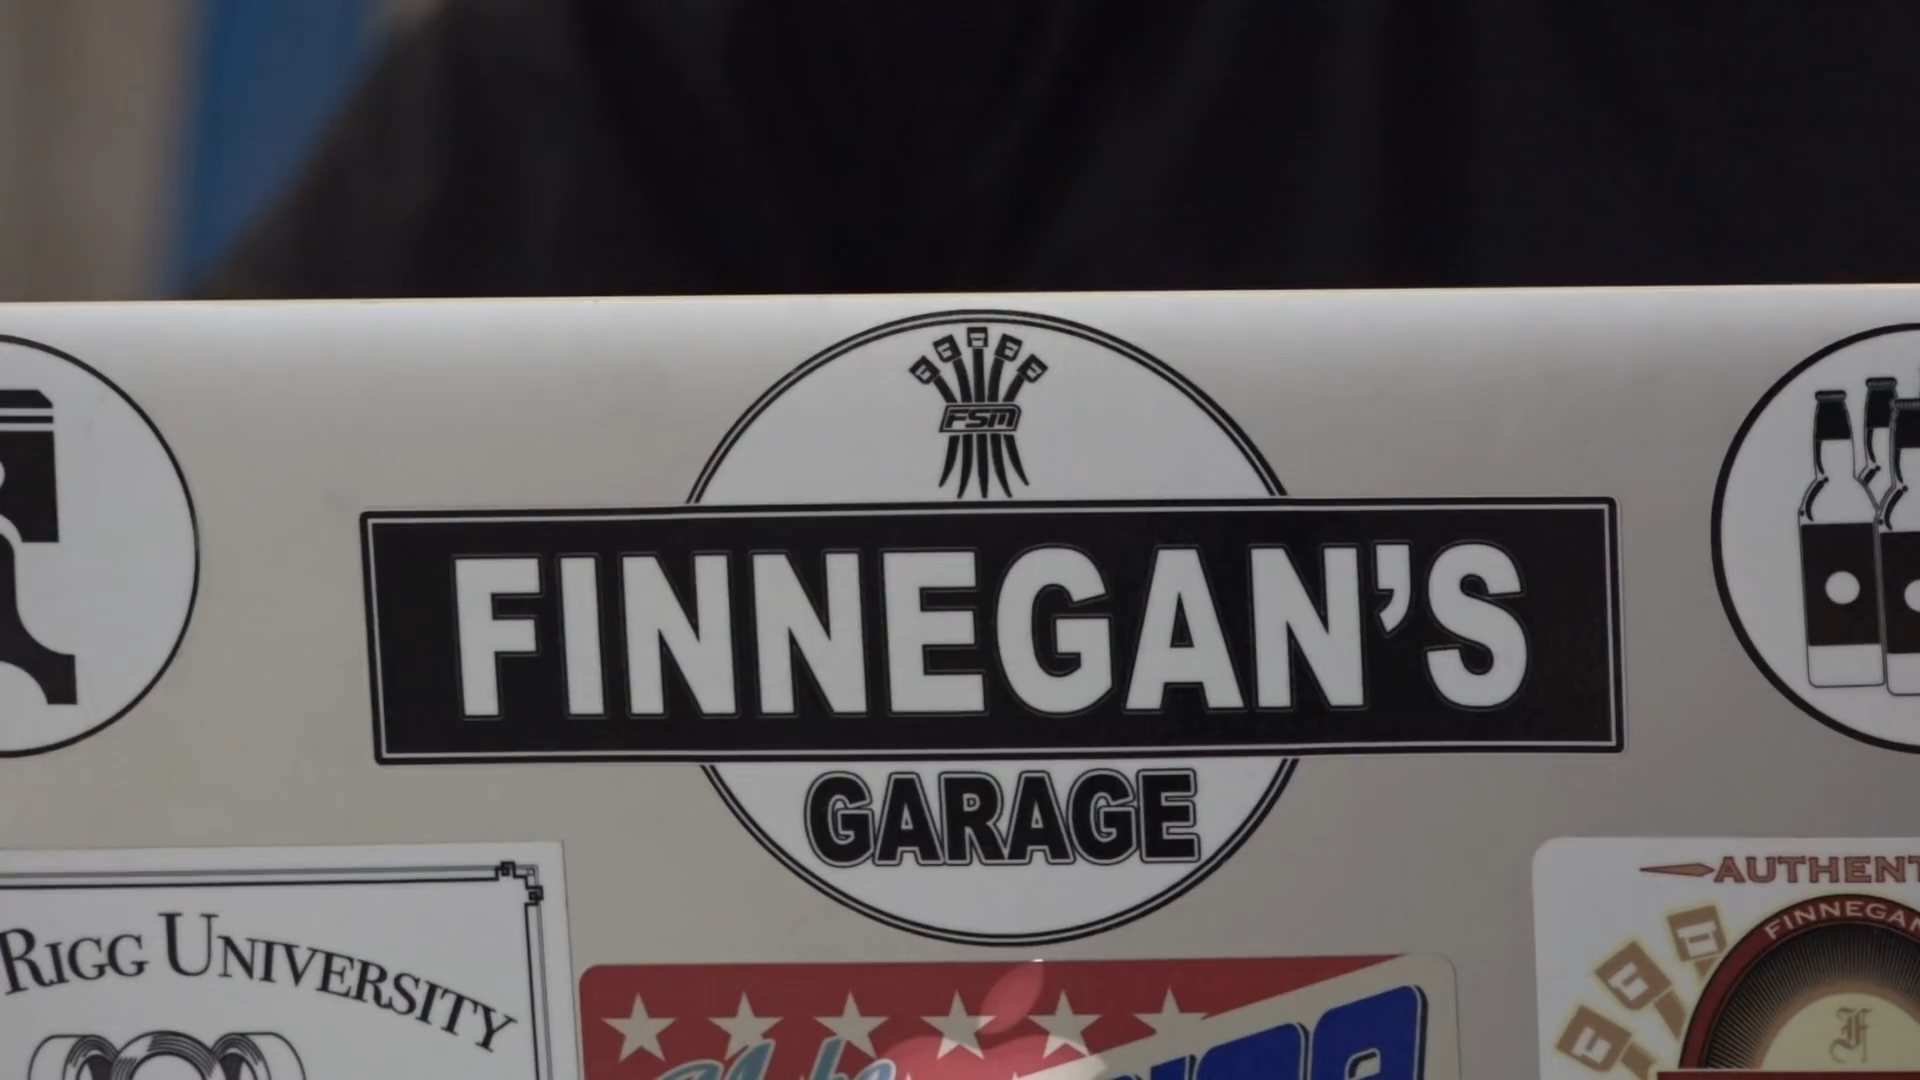 FSM
FINNEGAN'S
GARAGE
RIGG UNIVERSITY
AUTHENT
FINNEGAN
F